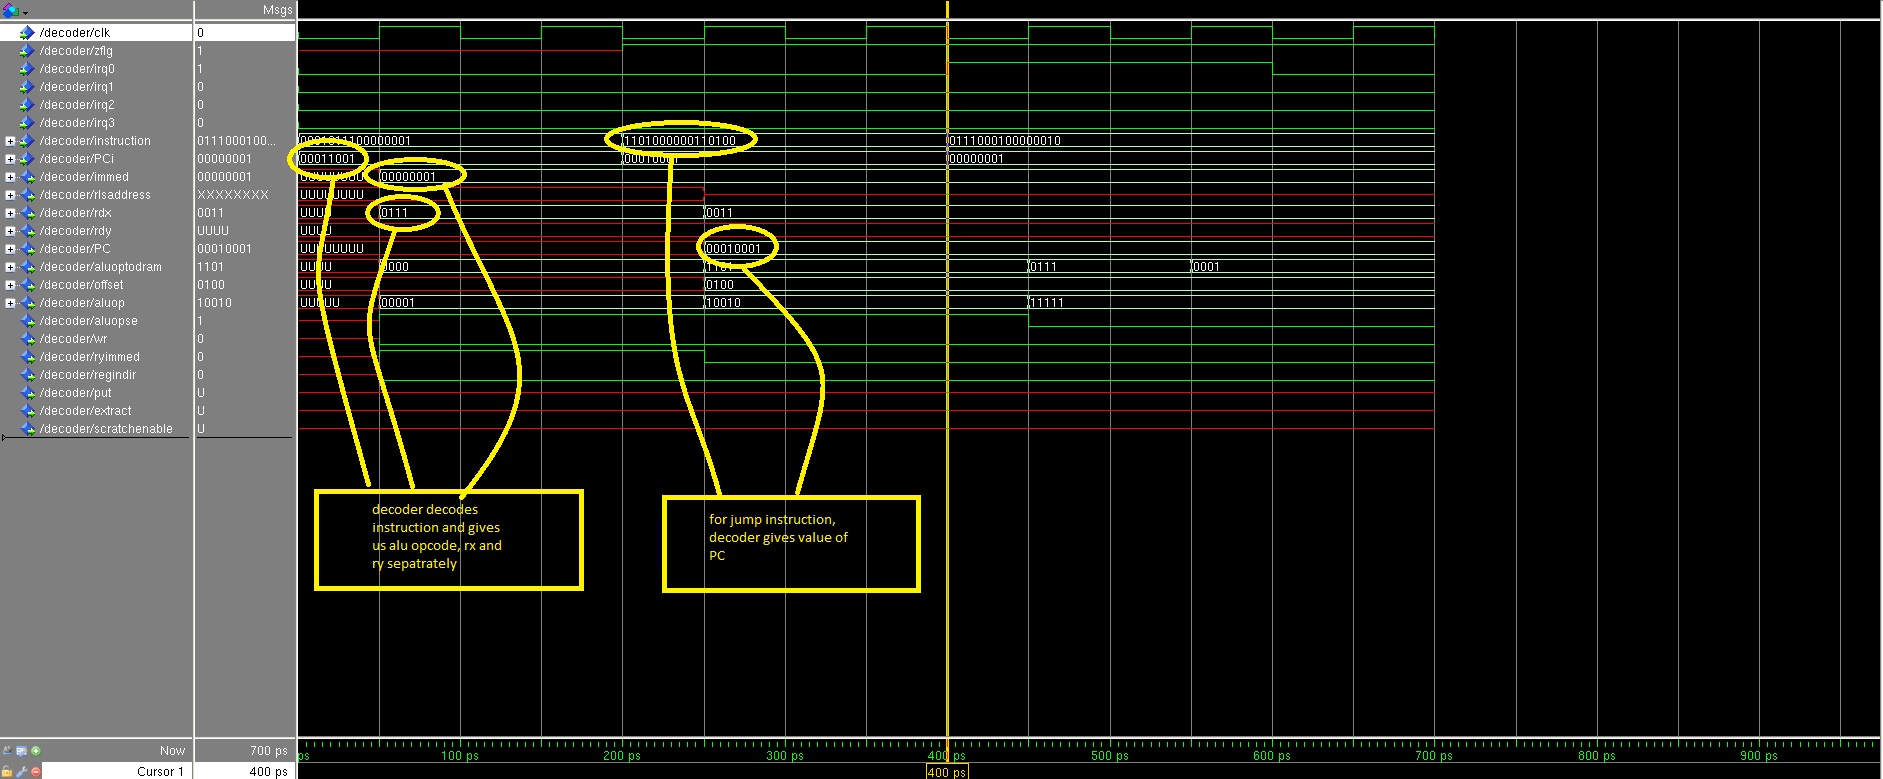 Msgs
/decoder/clk 0
/decoder/zflg 1
/decoder/irq0 1
/decoder/irq1 0
/decoder/irq2 0
/decoder/irq3 0
/decoder/instruction 0111000100... 1101000000110100 0111000100000010
/decoder/PCi 00000001 00011001 00000001
/decoder/immed 00000001 UUUUUUUU 00000001
/decoder/rlsaddress XXXXXXXX UUUUUUUU
/decoder/rdx 0011 UUUU 0111 0011
/decoder/rdy UUUU UUUU
/decoder/PC 00010001 UUUUUUUU 00010001
/decoder/aluoptodram 1101 UUUU 0000 1101 0111 0001
/decoder/offset 0100 UUUU 0100
/decoder/aluop 10010 UUUUU 00001 10010 11111
/decoder/aluopse 1
/decoder/wr 0
/decoder/ryimmed 0
/decoder/regindir 0
/decoder/put U
/decoder/extract U
/decoder/scratchenable U
decoder decodes
instruction and gives
us alu opcode, rx and
ry sepatrately
for jump instruction,
decoder gives value of
PC
Now 700 ps ps 100 ps 200 ps 300 ps 400 ps 500 ps 600 ps 700 ps 800 ps 900 ps
Cursor 1 400 ps 400 ps